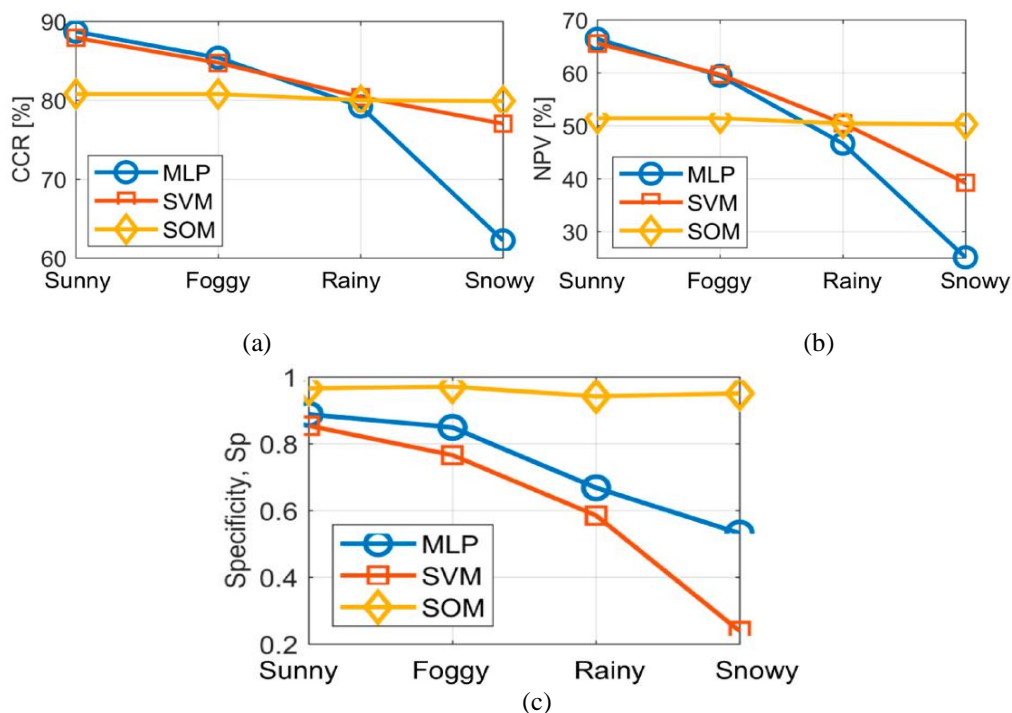 90
80
70
60
CCR [%]
MLP
SVM
SOM
Sunny Foggy Rainy Snowy
(a)
70
60
50
40
30
NPV [%]
MLP
SVM
SOM
Sunny Foggy Rainy Snowy
(b)
1
0.8
0.6
0.4
0.2
Specificity, Sp
MLP
SVM
SOM
Sunny Foggy Rainy Snowy
(c)